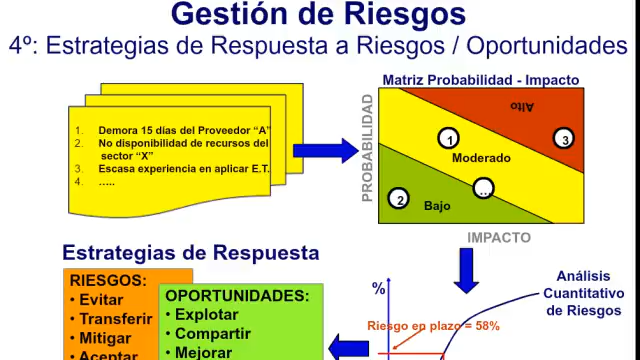 Gestión de Riesgos
4º: Estrategias de Respuesta a Riesgos / Oportunidades
1. Demora 15 días del Proveedor “A”
2. No disponibilidad de recursos del
sector “X”
3. Escasa experiencia en aplicar E.T.
4. …..
Matriz Probabilidad - Impacto
PROBABILIDAD
Alto
1
3
Moderado
...
2
Bajo
IMPACTO
Estrategias de Respuesta
RIESGOS:
• Evitar
• Transferir
• Mitigar
• Aceptar
OPORTUNIDADES:
• Explotar
• Compartir
• Mejorar
%
Análisis
Cuantitativo
de Riesgos
Riesgo en plazo = 58%